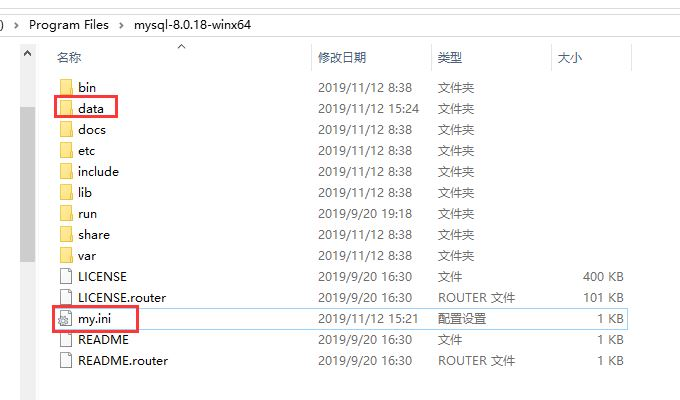 ) > Program Files > mysql-8.0.18-winx64
名称 修改日期 类型 大小
bin 2019/11/12 8:38 文件夹
data 2019/11/12 15:24 文件夹
docs 2019/11/12 8:38 文件夹
etc 2019/11/12 8:38 文件夹
include 2019/11/12 8:38 文件夹
lib 2019/11/12 8:38 文件夹
run 2019/9/20 19:18 文件夹
share 2019/11/12 8:38 文件夹
var 2019/11/12 8:38 文件夹
LICENSE 2019/9/20 16:30 文件 400 KB
LICENSE.router 2019/9/20 16:30 ROUTER 文件 101 KB
my.ini 2019/11/12 15:21 配置设置 1 KB
README 2019/9/20 16:30 文件 1 KB
README.router 2019/9/20 16:30 ROUTER 文件 1 KB